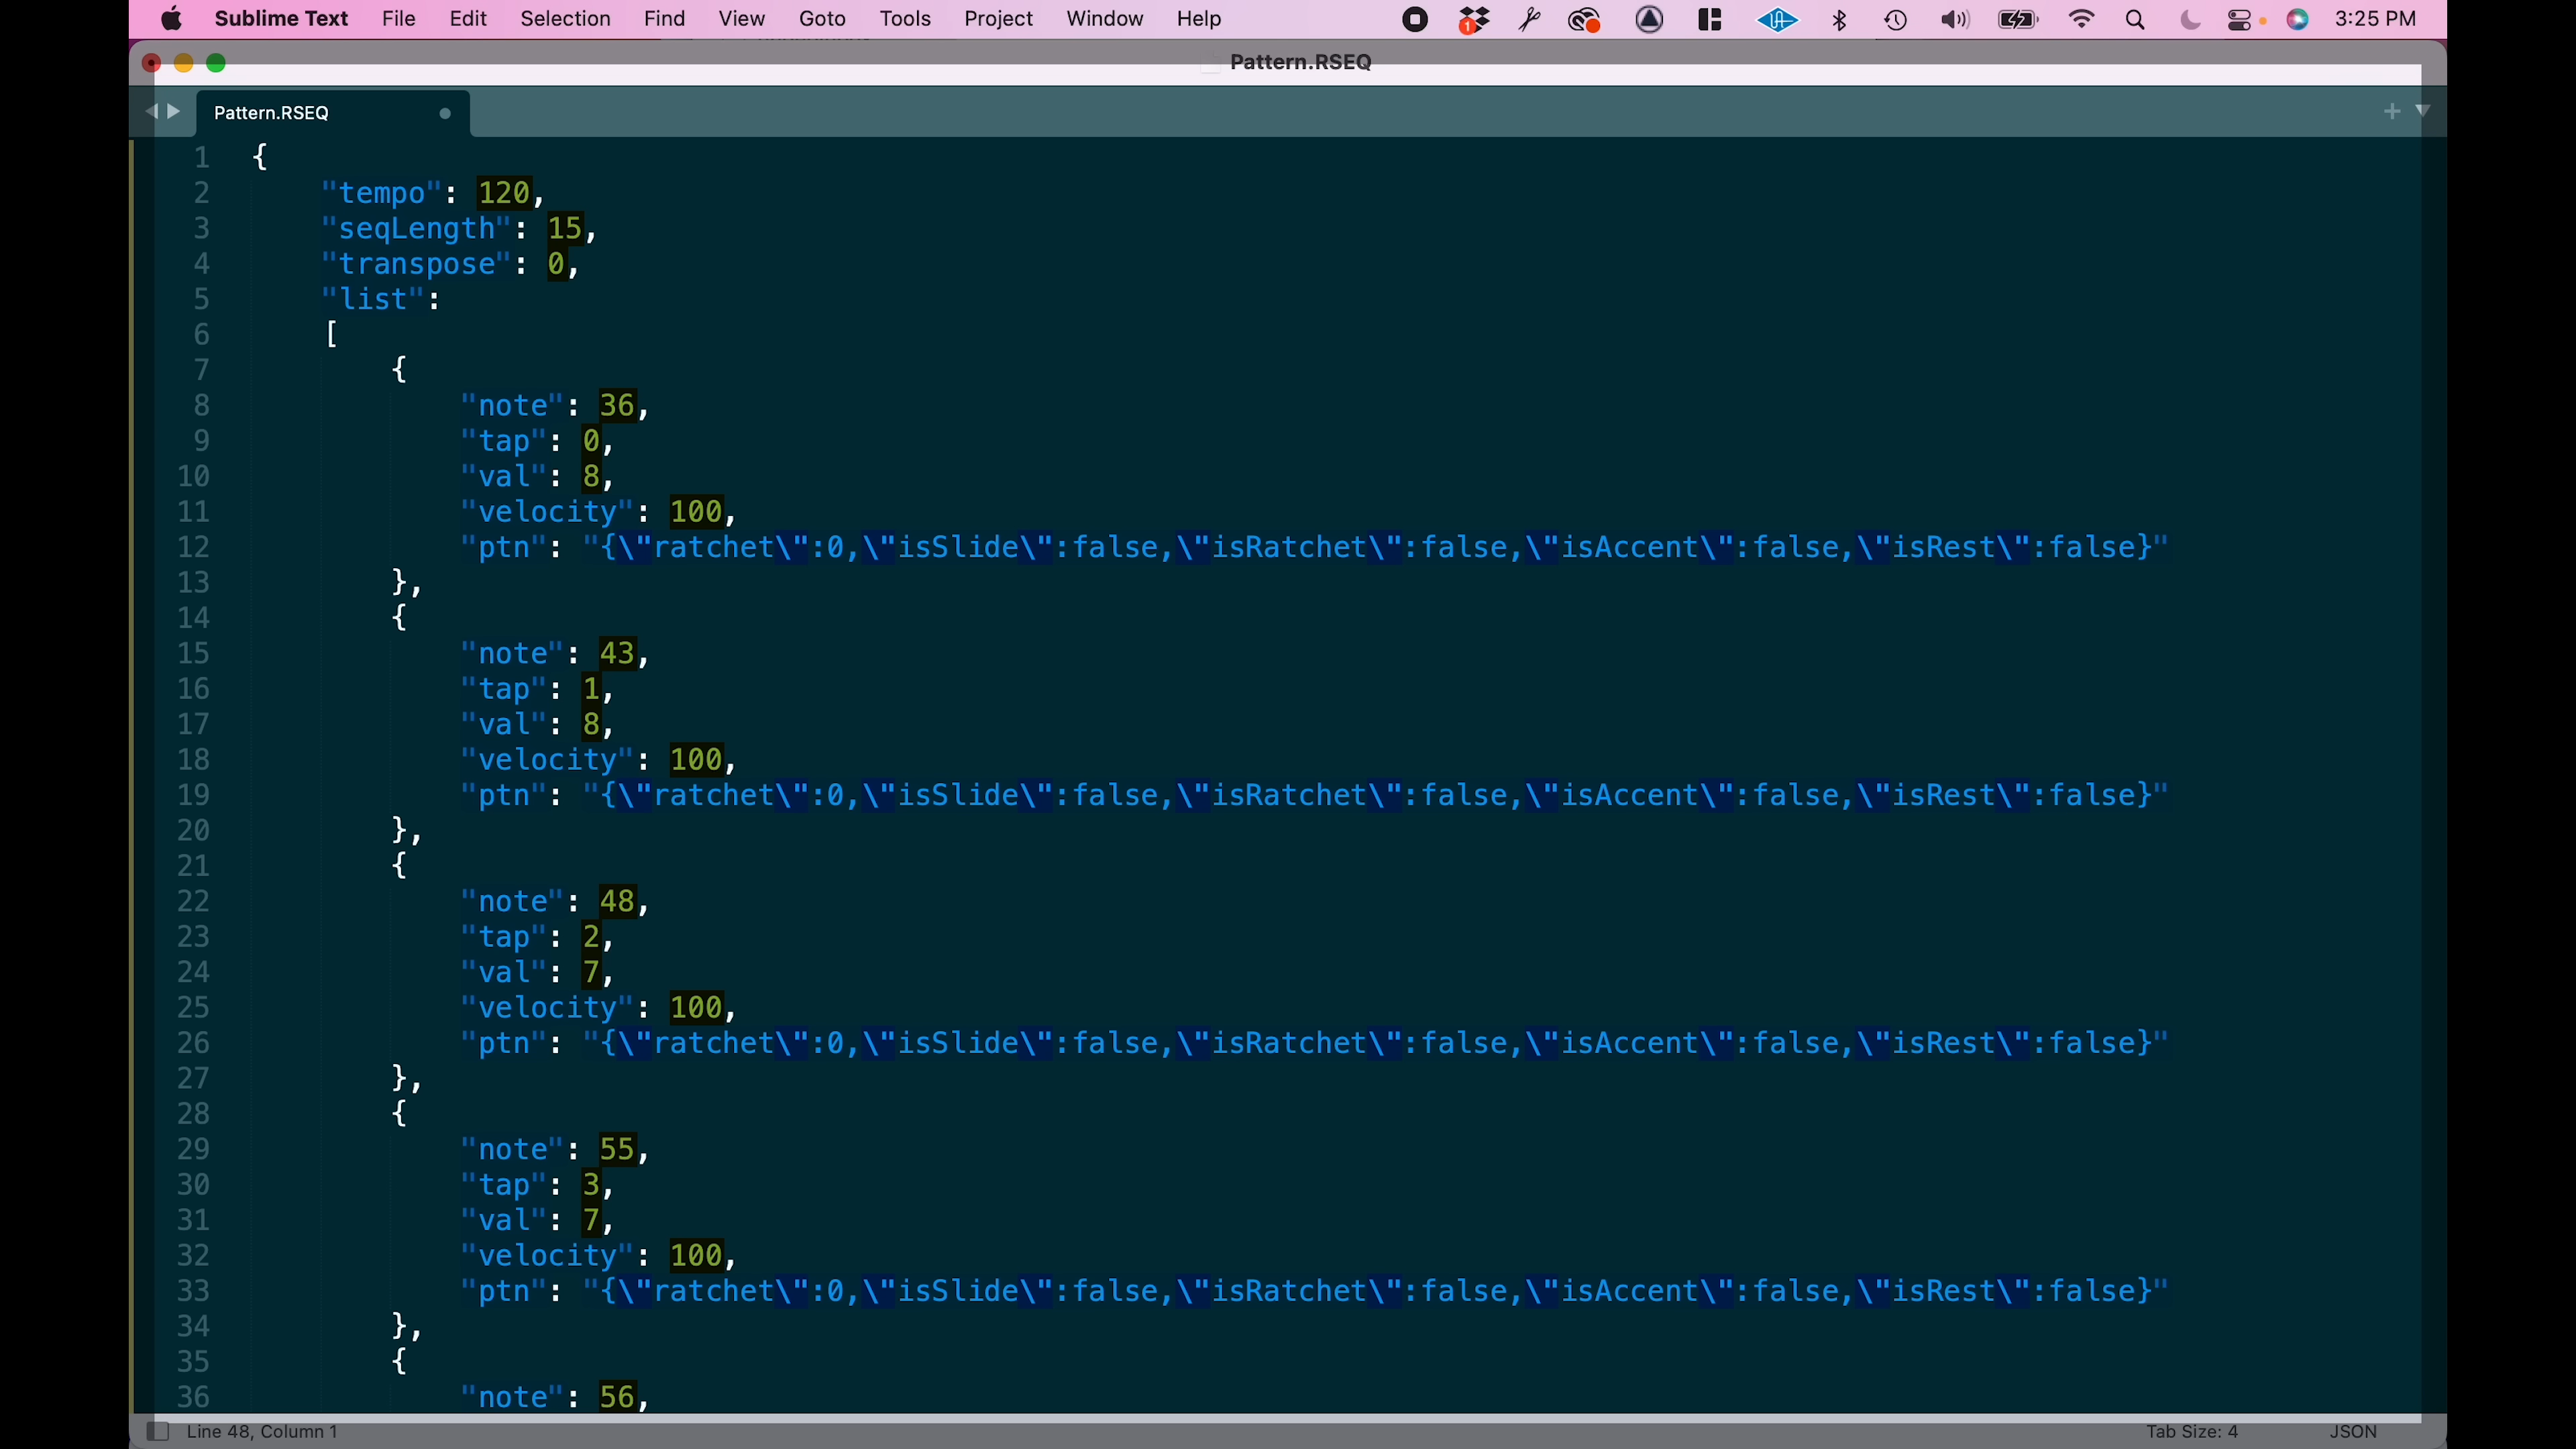 Sublime Text File Edit Selection Find View Goto Tools Project Window Help 1 3:25 PM
Pattern.RSEQ
Pattern.RSEQ
1 {
2 "tempo": 120,
3 "seqLength": 15,
4 "transpose": 0,
5 "list":
6 [
7 {
8 "note": 36,
9 "tap": 0,
10 "val": 8,
11 "velocity": 100,
12 "ptn": "{\"ratchet\":0,\"isSlide\":false,\"isRatchet\":false,\"isAccent\":false,\"isRest\":false}"
13 },
14 {
15 "note": 43,
16 "tap": 1,
17 "val": 8,
18 "velocity": 100,
19 "ptn": "{\"ratchet\":0,\"isSlide\":false,\"isRatchet\":false,\"isAccent\":false,\"isRest\":false}"
20 },
21 {
22 "note": 48,
23 "tap": 2,
24 "val": 7,
25 "velocity": 100,
26 "ptn": "{\"ratchet\":0,\"isSlide\":false,\"isRatchet\":false,\"isAccent\":false,\"isRest\":false}"
27 },
28 {
29 "note": 55,
30 "tap": 3,
31 "val": 7,
32 "velocity": 100,
33 "ptn": "{\"ratchet\":0,\"isSlide\":false,\"isRatchet\":false,\"isAccent\":false,\"isRest\":false}"
34 },
35 {
36 "note": 56,
Line 48, Column 1 Tab Size: 4 JSON